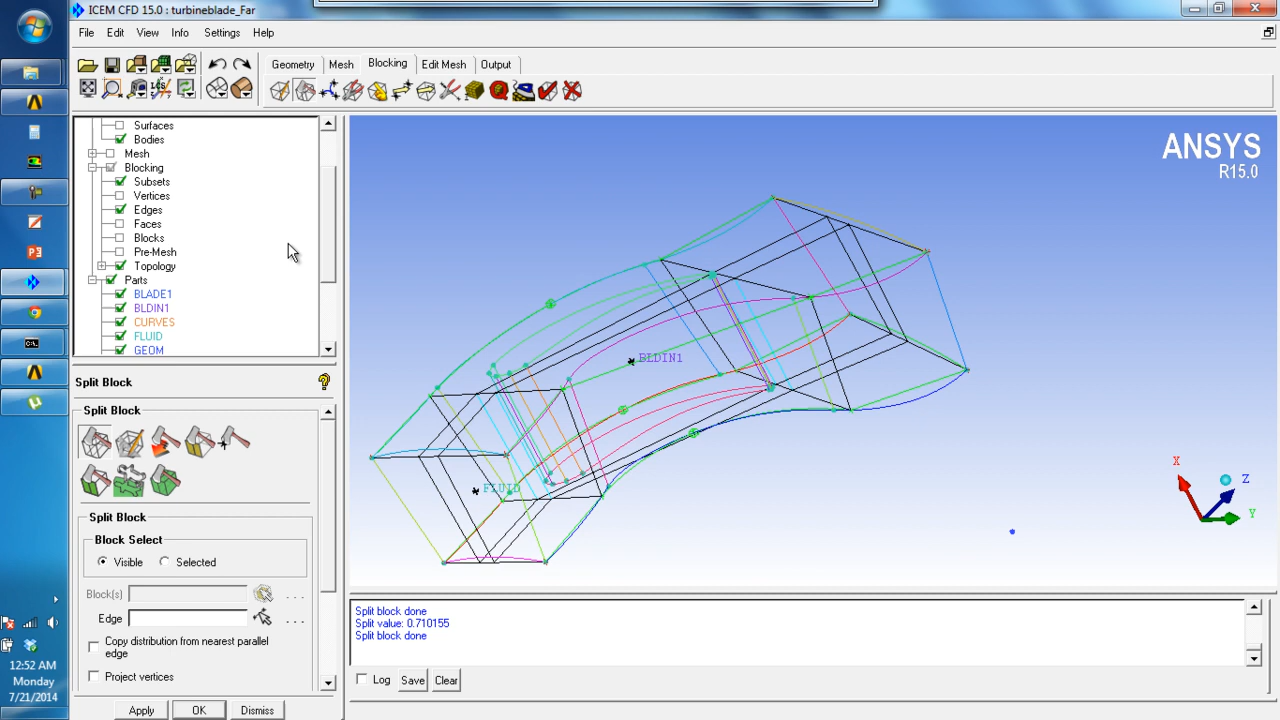 ICEM CFD 15.0 : turbineblade_Far
File Edit View Info Settings Help
Geometry Mesh Blocking Edit Mesh Output
Surfaces
Bodies
Mesh
Blocking
Subsets
Vertices
Edges
Faces
Blocks
Pre-Mesh
Topology
Parts
BLADE1
BLDIN1
CURVES
FLUID
GEOM
Split Block
Split Block
Split Block
Block Select
Visible Selected
Block(s) ...
Edge ...
Copy distribution from nearest parallel
edge
Project vertices
Apply OK Dismiss
ANSYS
R15.0
BLDIN1
FLUID
X
Z
Y
Split block done
Split value: 0.710155
Split block done
Log Save Clear
12:52 AM
Monday
7/21/2014